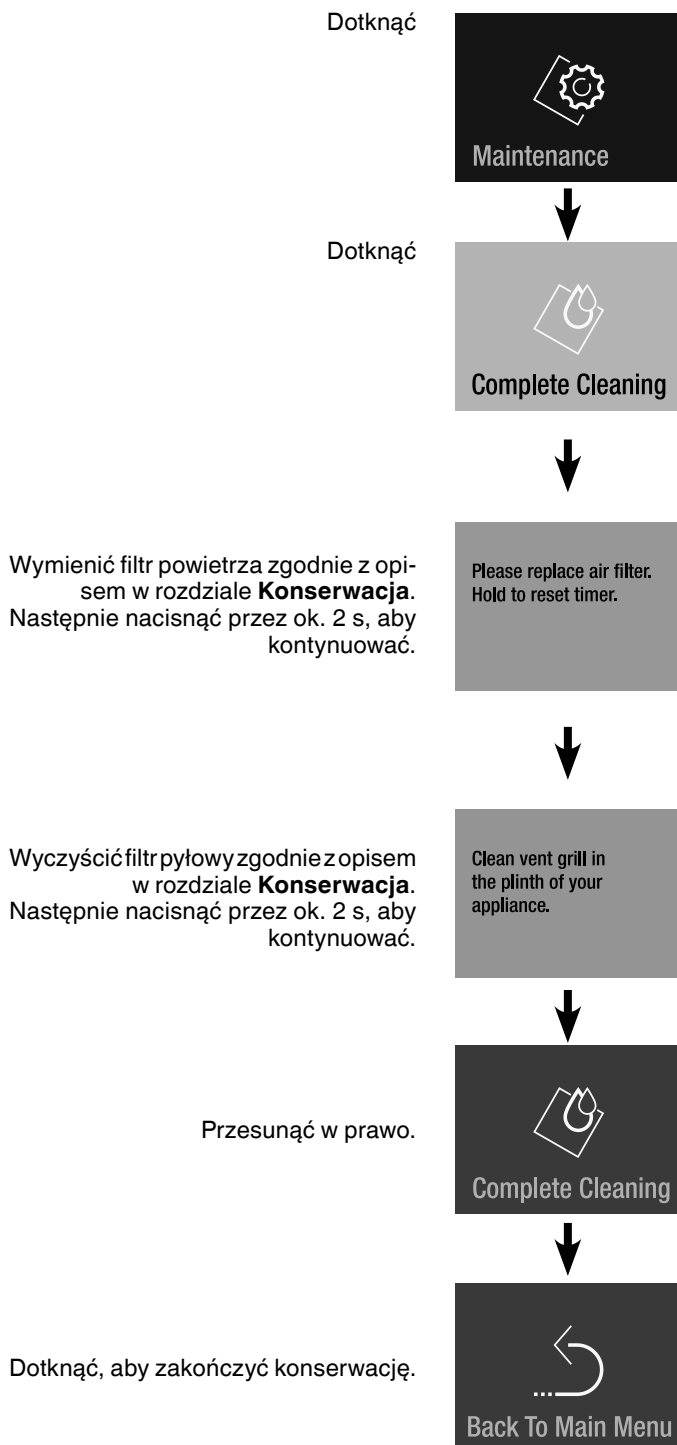 Dotknąć
Maintenance
Dotknąć
Complete Cleaning
Wymienić filtr powietrza zgodnie z opi-
sem w rozdziale Konserwacja.
Następnie nacisnąć przez ok. 2 s, aby
kontynuować.
Please replace air filter.
Hold to reset timer.
Wyczyścić filtr pyłowy zgodnie z opisem
w rozdziale Konserwacja.
Następnie nacisnąć przez ok. 2 s, aby
kontynuować.
Clean vent grill in
the plinth of your
appliance.
Przesunąć w prawo.
Complete Cleaning
Dotknąć, aby zakończyć konserwację.
Back To Main Menu